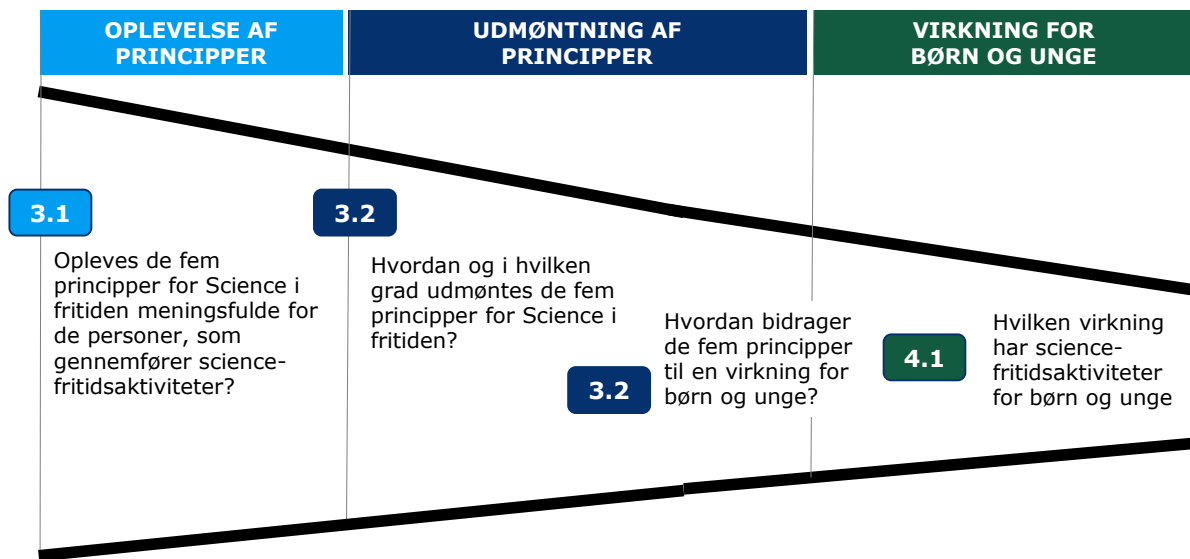 OPLEVELSE AF
PRINCIPPER
UDMØNTNING AF
PRINCIPPER
VIRKNING FOR
BØRN OG UNGE
3.1
Opleves de fem
principper for Science i
fritiden meningsfulde for
de personer, som
gennemfører science-
fritidsaktiviteter?
3.2
Hvordan og i hvilken
grad udmøntes de fem
principper for Science i
fritiden?
3.2
Hvordan bidrager
de fem principper
til en virkning for
børn og unge?
4.1
Hvilken virkning
har science-
fritidsaktiviteter
for børn og unge